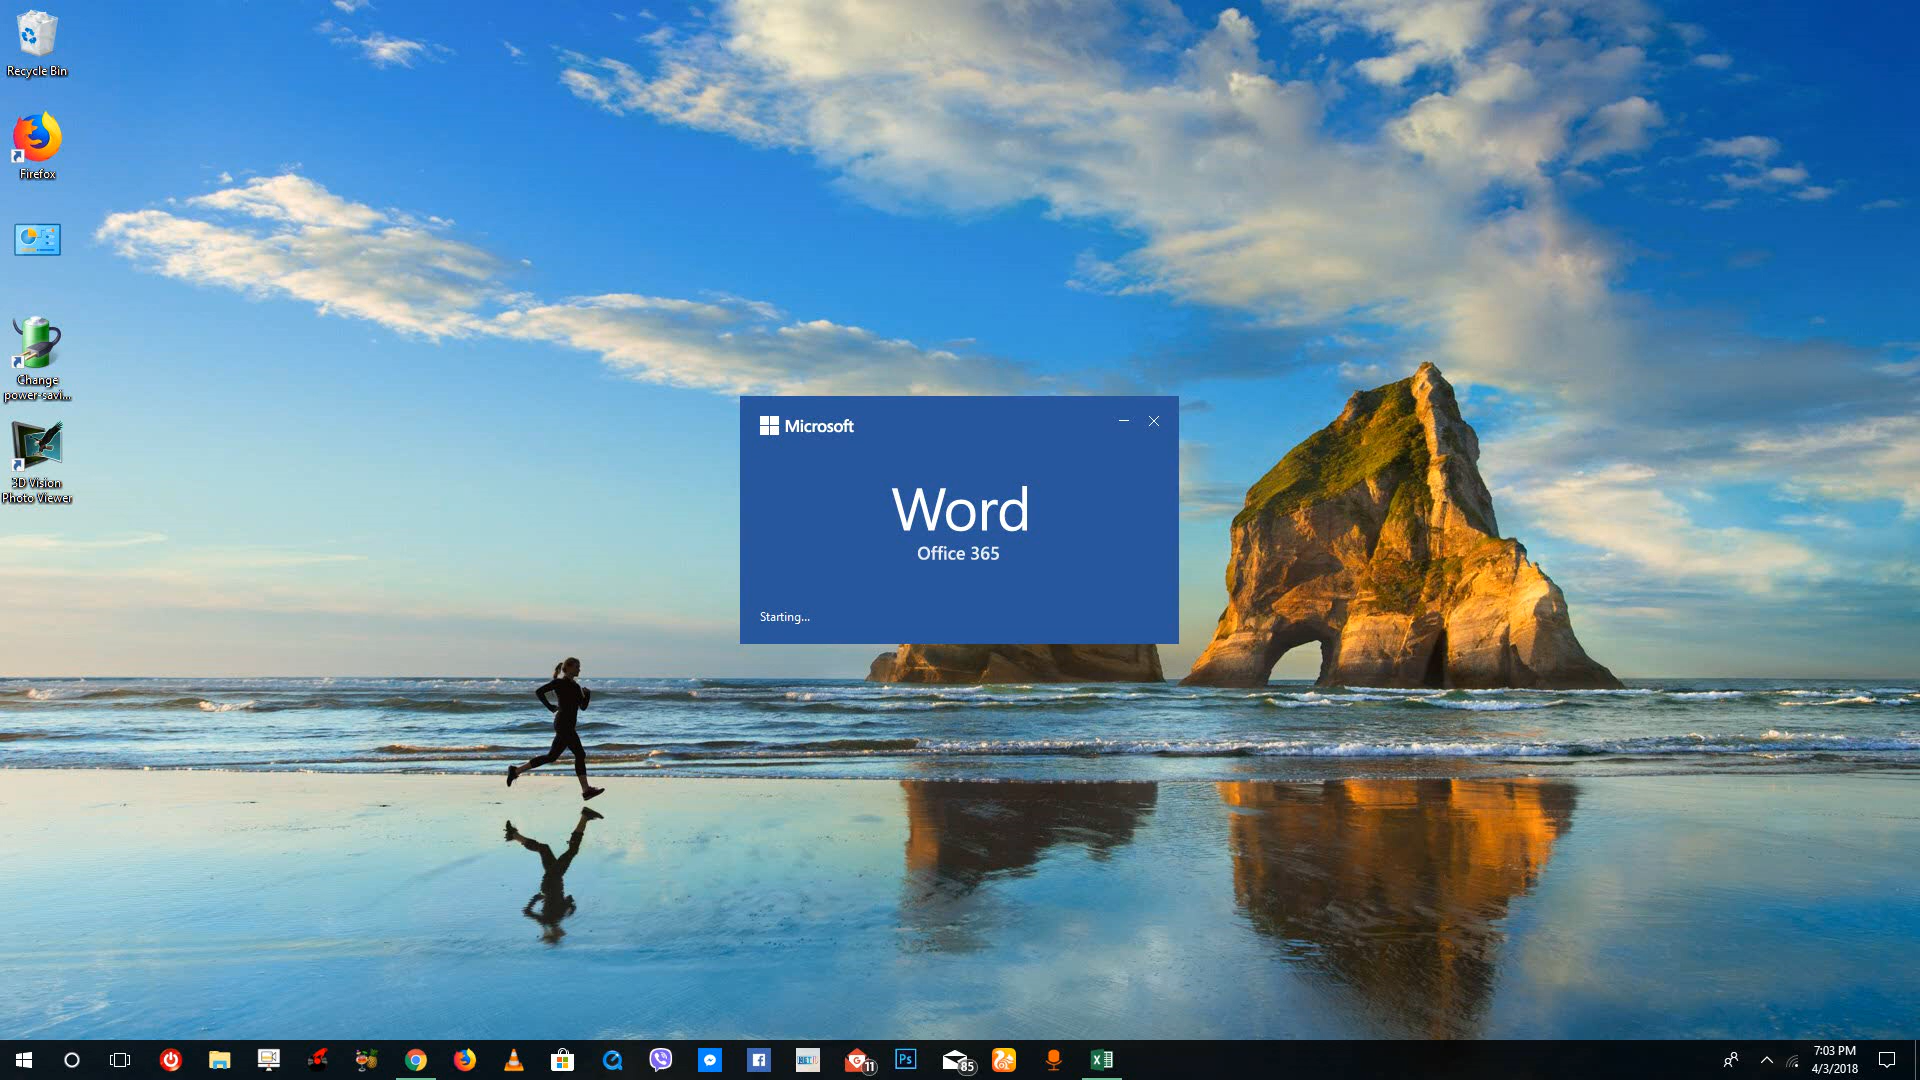 Recycle Bin
Firefox
Change
power-savi...
3D Vision
Photo Viewer
Microsoft
Word
Office 365
Starting...
11
Ps
85
7:03 PM
4/3/2018